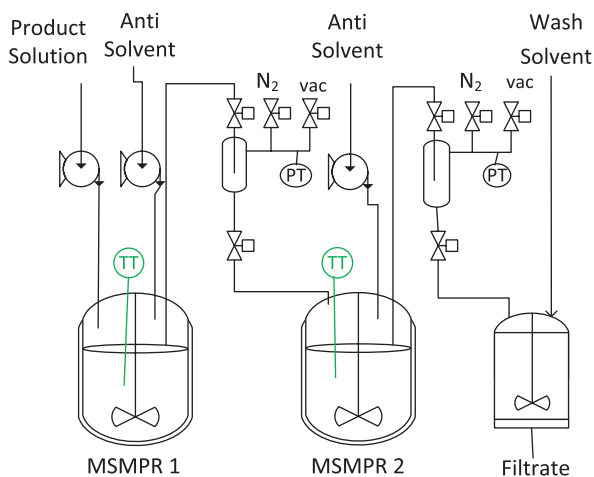 Product
Solution
Anti
Solvent
Anti
Solvent
Wash
Solvent
N₂
vac
N₂
vac
PT
PT
TT
TT
MSMPR 1
MSMPR 2
Filtrate